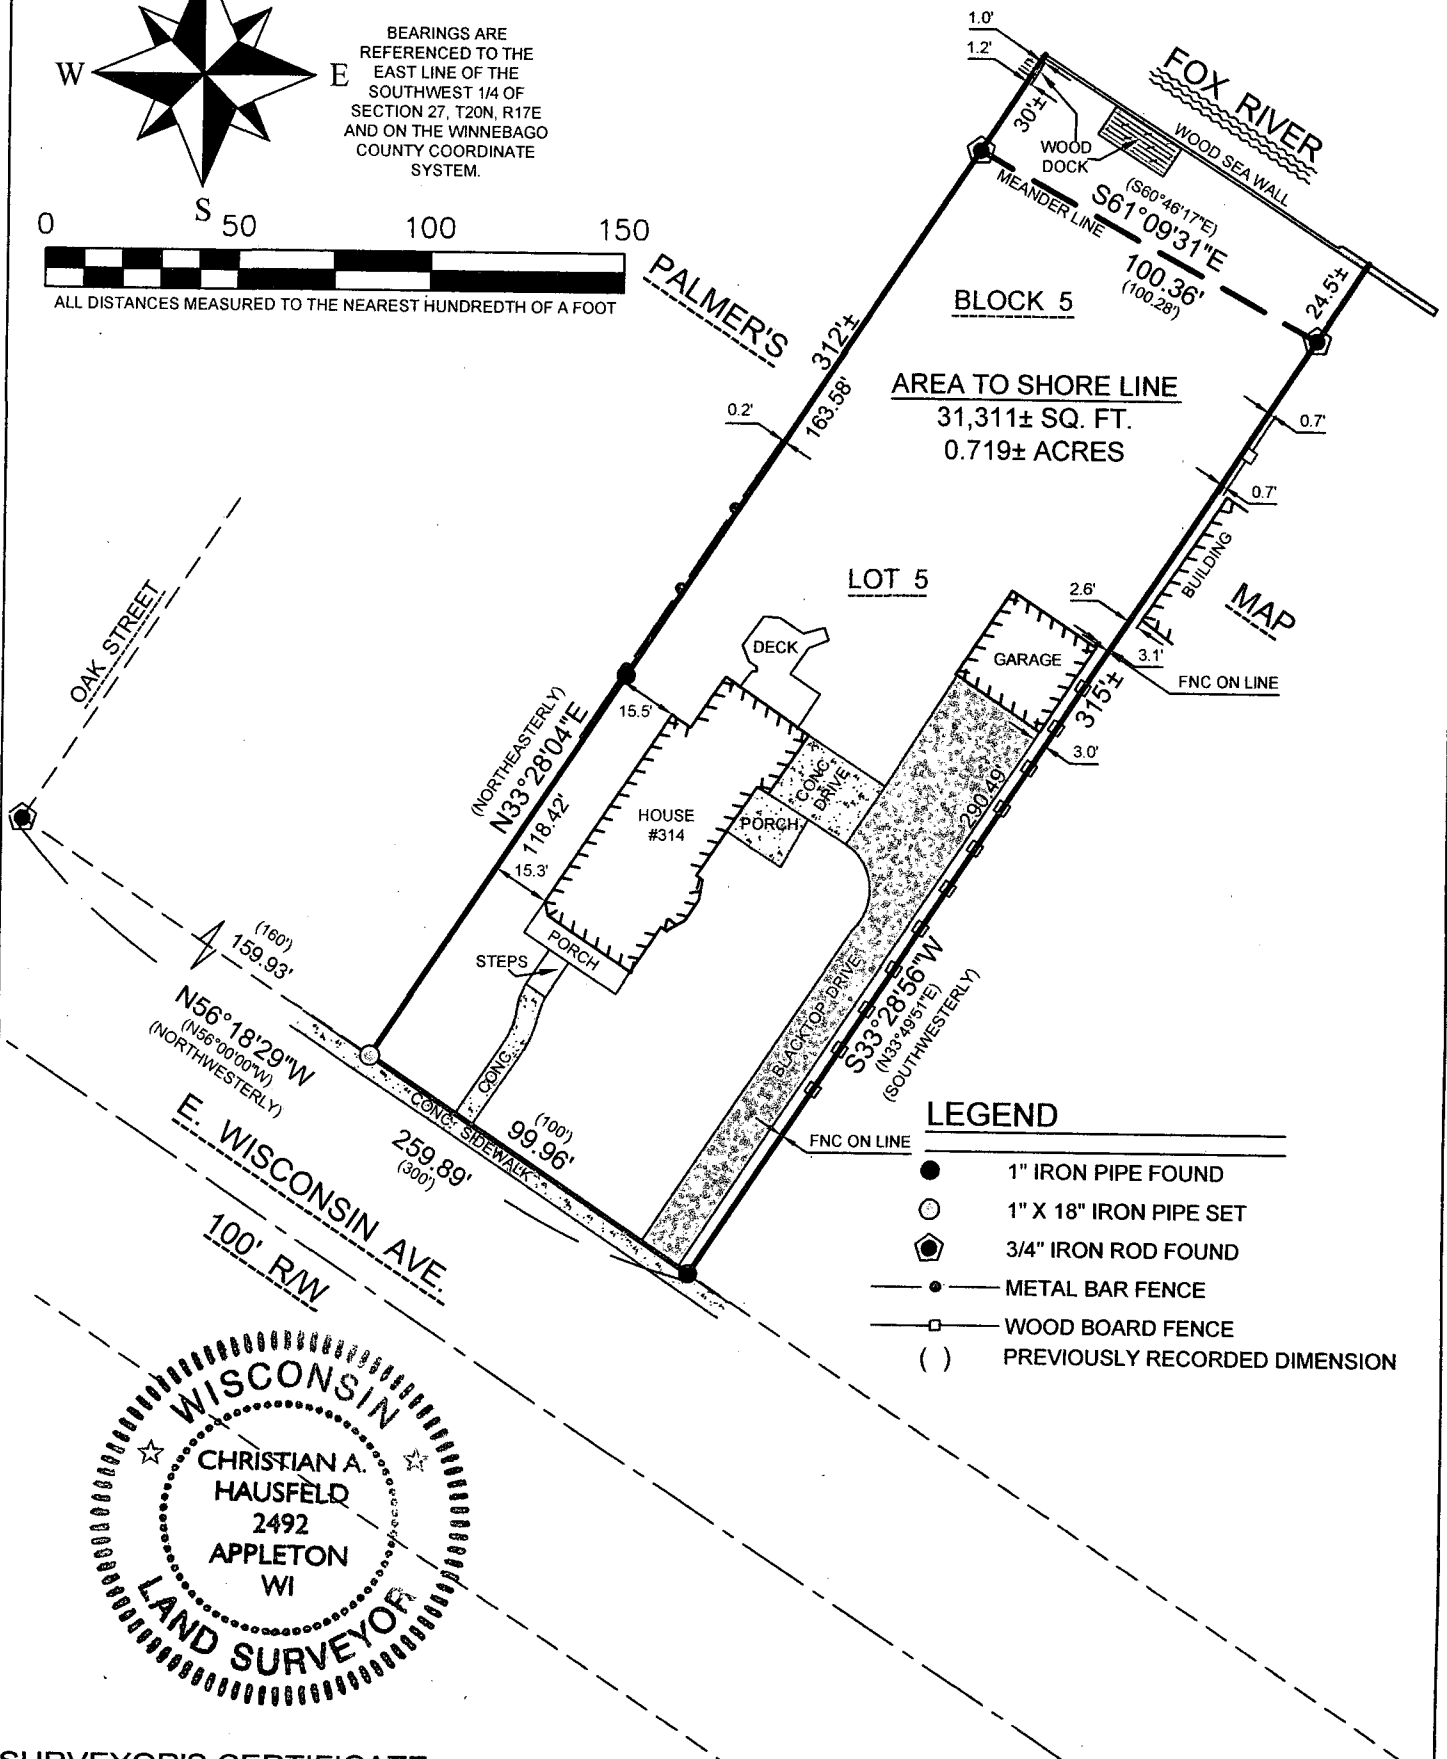 W
E
S
BEARINGS ARE
REFERENCED TO THE
EAST LINE OF THE
SOUTHWEST 1/4 OF
SECTION 27, T20N, R17E
AND ON THE WINNEBAGO
COUNTY COORDINATE
SYSTEM.
0 50 100 150
ALL DISTANCES MEASURED TO THE NEAREST HUNDREDTH OF A FOOT
1.0'
1.2'
30'±
WOOD
DOCK
FOX RIVER
WOOD SEA WALL
MEANDER LINE
(S60°46'17"E)
S61°09'31"E
100.36'
(100.28')
24.5'±
PALMER'S
BLOCK 5
312'±
163.58'
0.2'
AREA TO SHORE LINE
31,311± SQ. FT.
0.719± ACRES
0.7'
0.7'
BUILDING
MAP
LOT 5
2.6'
3.1'
FNC ON LINE
315'±
3.0'
290.49'
GARAGE
DECK
OAK STREET
15.5'
(NORTHEASTERLY)
N33°28'04"E
118.42'
15.3'
HOUSE
#314
CONC
DRIVE
PORCH
PORCH
STEPS
CONC.
BLACKTOP DRIVE
S33°28'56"W
(N33°49'51"E)
(SOUTHWESTERLY)
FNC ON LINE
(160')
159.93'
N56°18'29"W
(N56°00'00"W)
(NORTHWESTERLY)
CONC. SIDEWALK
(100')
99.96'
259.89'
(300')
E. WISCONSIN AVE.
100' R/W
LEGEND
1" IRON PIPE FOUND
1" X 18" IRON PIPE SET
3/4" IRON ROD FOUND
METAL BAR FENCE
WOOD BOARD FENCE
( ) PREVIOUSLY RECORDED DIMENSION
WISCONSIN
CHRISTIAN A.
HAUSFELD
2492
APPLETON
WI
LAND SURVEYOR
SURVEYOR'S CERTIFICATE